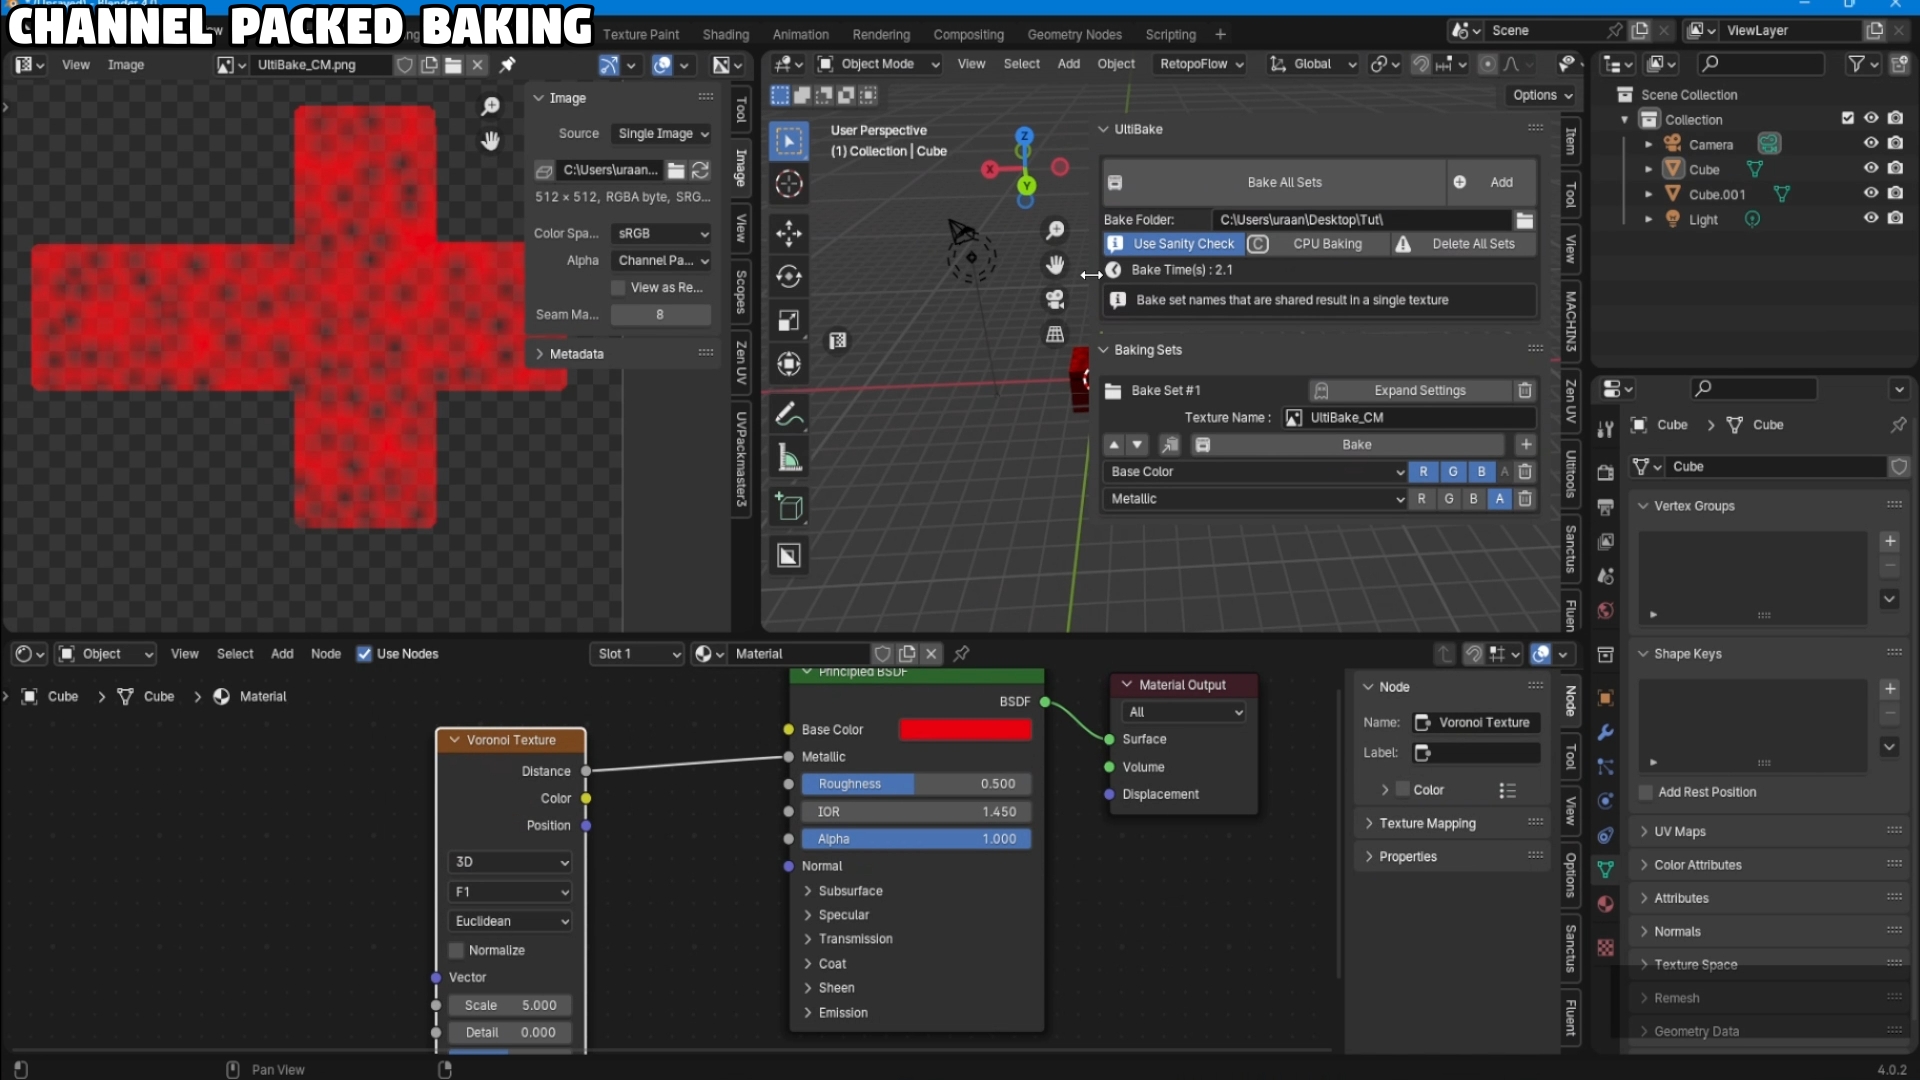 CHANNEL PACKED BAKING
Texture Paint
Shading
Animation
Rendering
Compositing
Geometry Nodes
Scripting
Scene
ViewLayer
View
Image
UltiBake_CM.png
Object Mode
View
Select
Add
Object
RetopoFlow
Global
Options
Image
Source
Single Image
C:\Users\uraan...
512 × 512, RGBA byte, SRG...
Color Spa...
sRGB
Alpha
Channel Pa...
View as Re...
Seam Ma...
8
Metadata
Tool
Image
View
Scopes
Zen UV
UVPackmaster3
User Perspective
(1) Collection | Cube
Z
X
Y
UltiBake
Bake All Sets
Add
Bake Folder:
C:\Users\uraan\Desktop\Tut\
Use Sanity Check
C
CPU Baking
Delete All Sets
Bake Time(s) : 2.1
Bake set names that are shared result in a single texture
Baking Sets
Bake Set #1
Expand Settings
Texture Name :
UltiBake_CM
Bake
Base Color
R G B A
Metallic
R G B A
Item
Tool
View
MACHIN3
Zen UV
Ultitools
Sanctus
Fluen
Scene Collection
Collection
Camera
Cube
Cube.001
Light
Cube
Cube
Cube
Vertex Groups
Shape Keys
Add Rest Position
UV Maps
Color Attributes
Attributes
Normals
Texture Space
Remesh
Geometry Data
Object
View
Select
Add
Node
Use Nodes
Slot 1
Material
Cube
Cube
Material
Voronoi Texture
Distance
Color
Position
3D
F1
Euclidean
Normalize
Vector
Scale 5.000
Detail 0.000
Principled BSDF
BSDF
Base Color
Metallic
Roughness 0.500
IOR 1.450
Alpha 1.000
Normal
Subsurface
Specular
Transmission
Coat
Sheen
Emission
Material Output
All
Surface
Volume
Displacement
Node
Name:
Voronoi Texture
Label:
Color
Texture Mapping
Properties
Node
Tool
View
Options
Sanctus
Fluent
Pan View
4.0.2